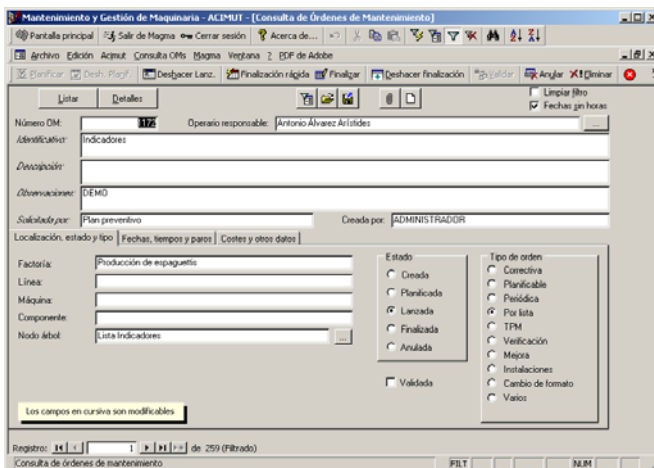 Mantenimiento y Gestión de Maquinaria - ACIMUT - [Consulta de Órdenes de Mantenimiento]
Pantalla principal Salir de Magma Cerrar sesión Acerca de...
Archivo Edición Acimut Consulta OMs Magma Ventana ? PDF de Adobe
Planificar Desh. Planif. Deshacer Lanz. Finalización rápida Finalizar Deshacer finalización Validar Anular Eliminar
Listar Detalles Limpiar filtro
Fechas sin horas
Número OM: Operario responsable: Antonio Álvarez Arístides ...
Identificativo: Indicadores
Descripción:
Observaciones: DEMO
Solicitada por: Plan preventivo Creada por: ADMINISTRADOR
Localización, estado y tipo Fechas, tiempos y paros Costes y otros datos
Factoría: Producción de espaguettis
Línea:
Máquina:
Componente:
Nodo árbol: Lista Indicadores ...
Estado
Creada
Planificada
Lanzada
Finalizada
Anulada
Validada
Tipo de orden
Correctiva
Planificable
Periódica
Por lista
TPM
Verificación
Mejora
Instalaciones
Cambio de formato
Varios
Los campos en cursiva son modificables
Registro: 1 de 259 (Filtrado)
Consulta de órdenes de mantenimiento FILT NUM